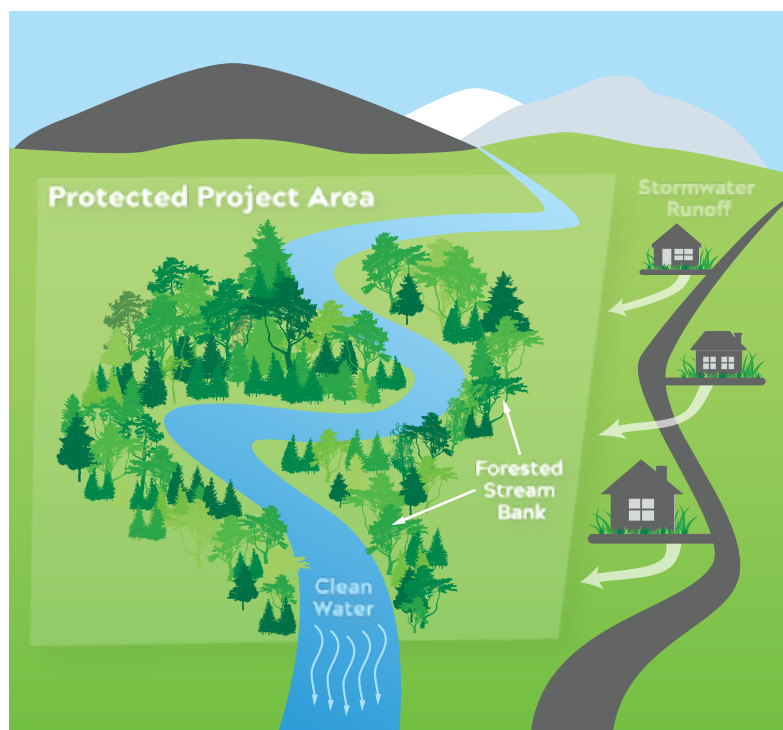 Protected Project Area
Stormwater
Runoff
Forested
Stream
Bank
Clean
Water